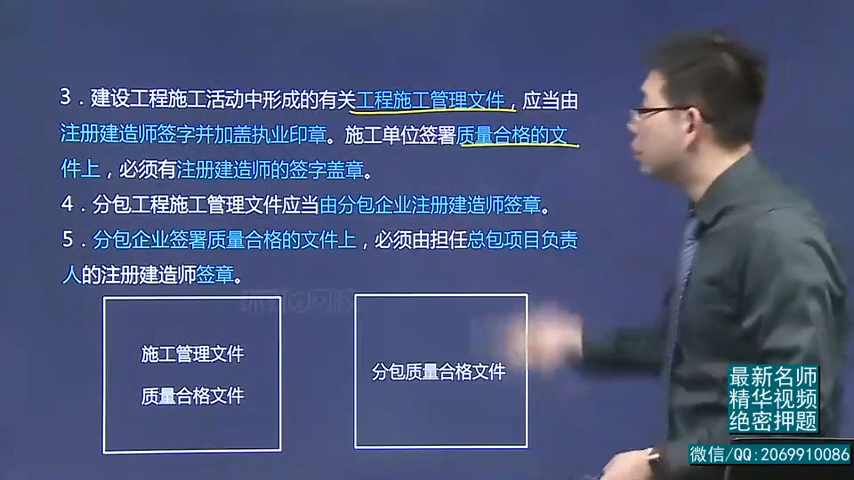 3．建设工程施工活动中形成的有关工程施工管理文件，应当由
注册建造师签字并加盖执业印章。施工单位签署质量合格的文
件上，必须有注册建造师的签字盖章。
4．分包工程施工管理文件应当由分包企业注册建造师签章。
5．分包企业签署质量合格的文件上，必须由担任总包项目负责
人的注册建造师签章。
施工管理文件
质量合格文件
分包质量合格文件
最新名师
精华视频
绝密押题
微信/QQ:2069910086